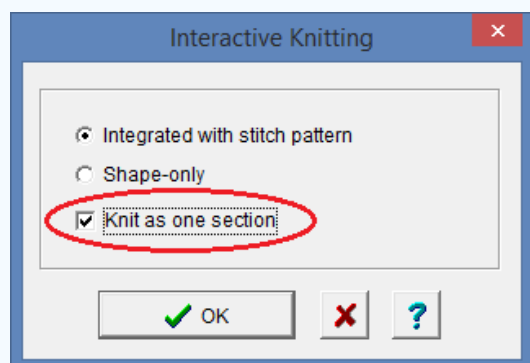 Interactive Knitting
Integrated with stitch pattern
Shape-only
Knit as one section
OK